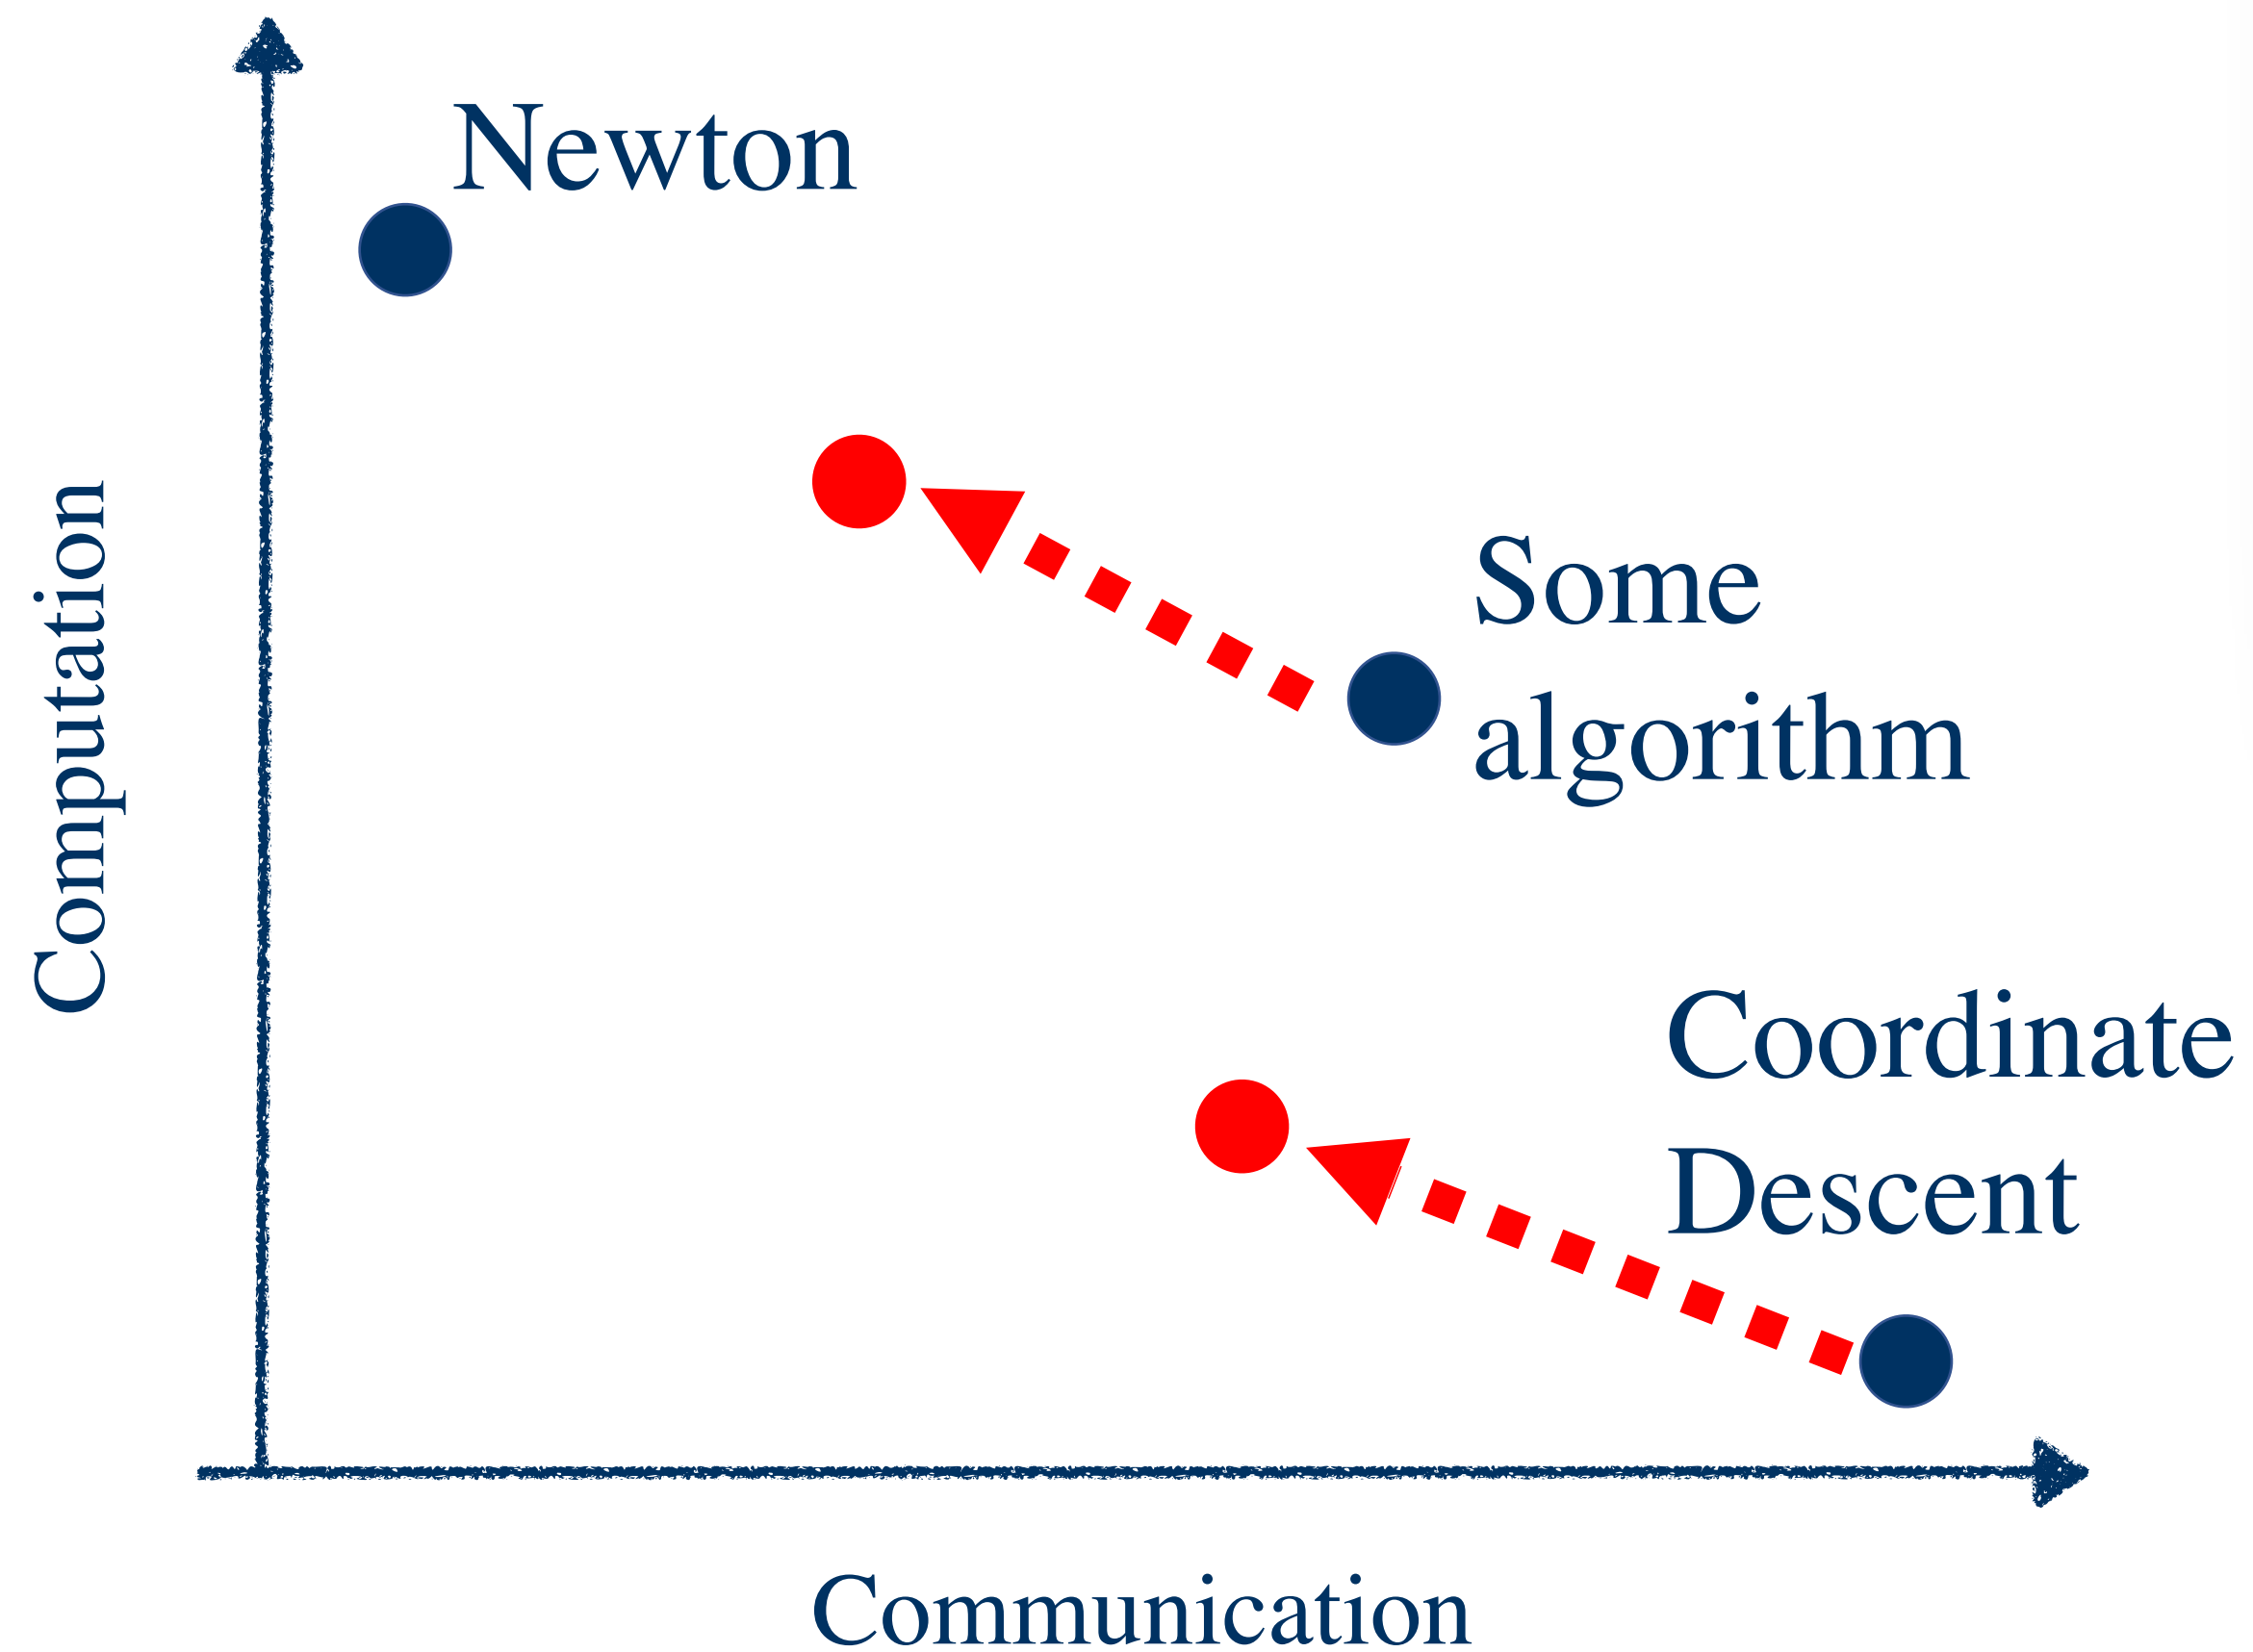 Newton
Computation
Some
algorithm
Coordinate
Descent
Communication